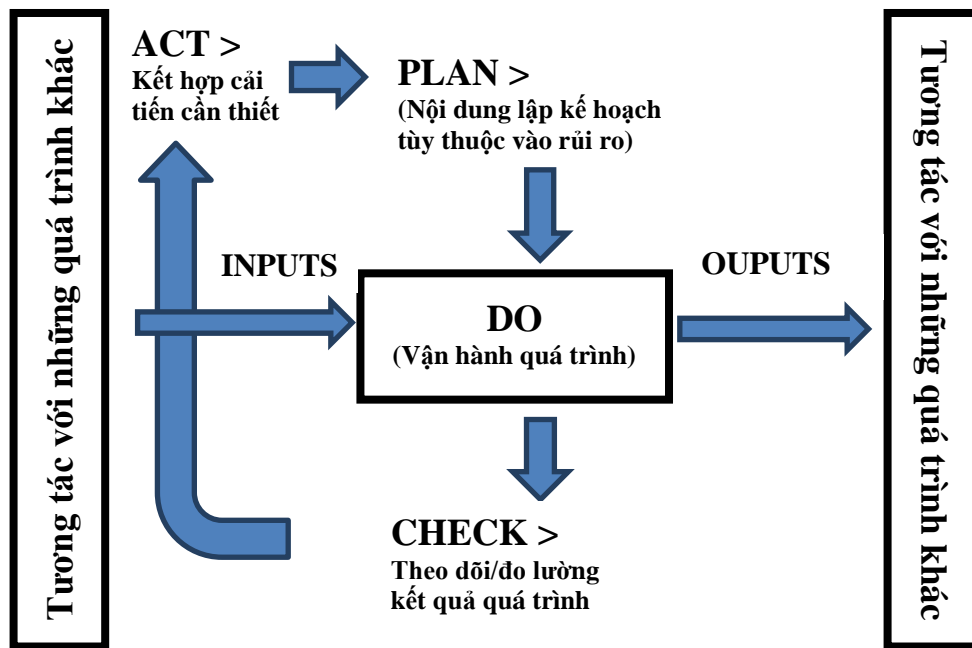 Tương tác với những quá trình khác
ACT >
Kết hợp cải
tiến cần thiết
PLAN >
(Nội dung lập kế hoạch
tùy thuộc vào rủi ro)
INPUTS
DO
(Vận hành quá trình)
OUPUTS
CHECK >
Theo dõi/đo lường
kết quả quá trình
Tương tác với những quá trình khác